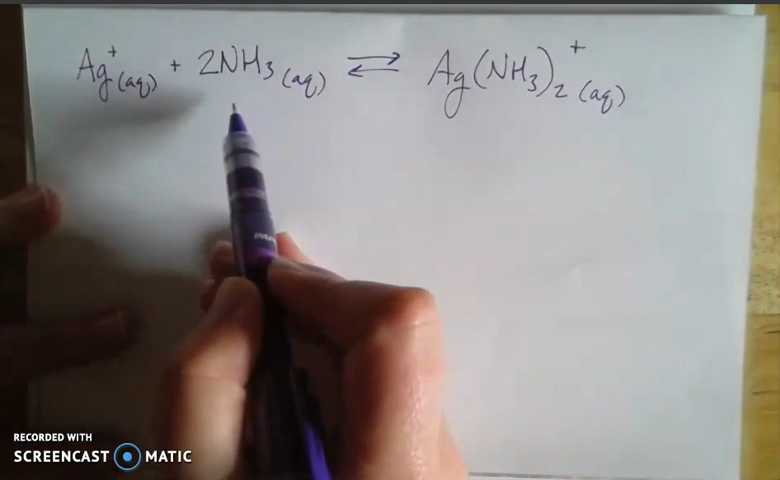 Ag⁺(aq) + 2NH₃(aq) ⇌ Ag(NH₃)₂⁺(aq)
RECORDED WITH
SCREENCAST MATIC